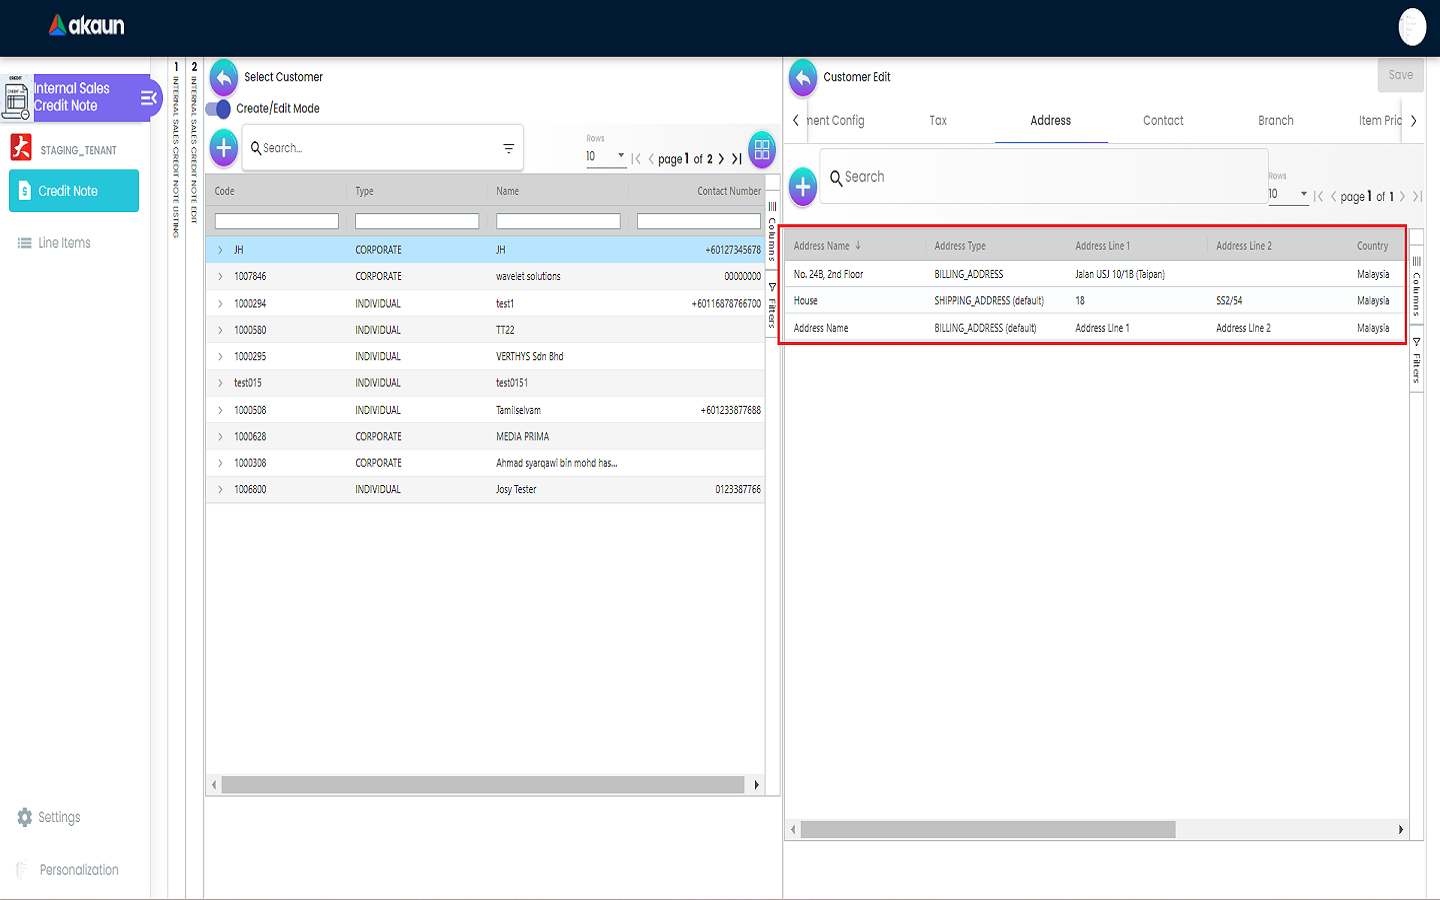 akaun
CREDIT
Internal Sales
Credit Note
STAGING_TENANT
Credit Note
Line Items
Settings
Personalization
1 INTERNAL SALES CREDIT NOTE LISTING
2 INTERNAL SALES CREDIT NOTE EDIT
Select Customer
Create/Edit Mode
Search...
Rows
10
page 1 of 2
Code Type Name Contact Number
JH CORPORATE JH +60127345678
1007846 CORPORATE wavelet solutions 00000000
1000294 INDIVIDUAL test1 +60116878766700
1000580 INDIVIDUAL TT22
1000295 INDIVIDUAL VERTHYS Sdn Bhd
test015 INDIVIDUAL test0151
1000508 INDIVIDUAL Tamilselvam +601233877688
1000628 CORPORATE MEDIA PRIMA
1000308 CORPORATE Ahmad syarqawi bin mohd has...
1006800 INDIVIDUAL Josy Tester 0123387766
Columns
Filters
Customer Edit
Save
ment Config Tax Address Contact Branch Item Pric
Search
Rows
10
page 1 of 1
Address Name Address Type Address Line 1 Address Line 2 Country
No. 24B, 2nd Floor BILLING_ADDRESS Jalan USJ 10/1B (Taipan) Malaysia
House SHIPPING_ADDRESS (default) 18 SS2/54 Malaysia
Address Name BILLING_ADDRESS (default) Address Line 1 Address Line 2 Malaysia
Columns
Filters